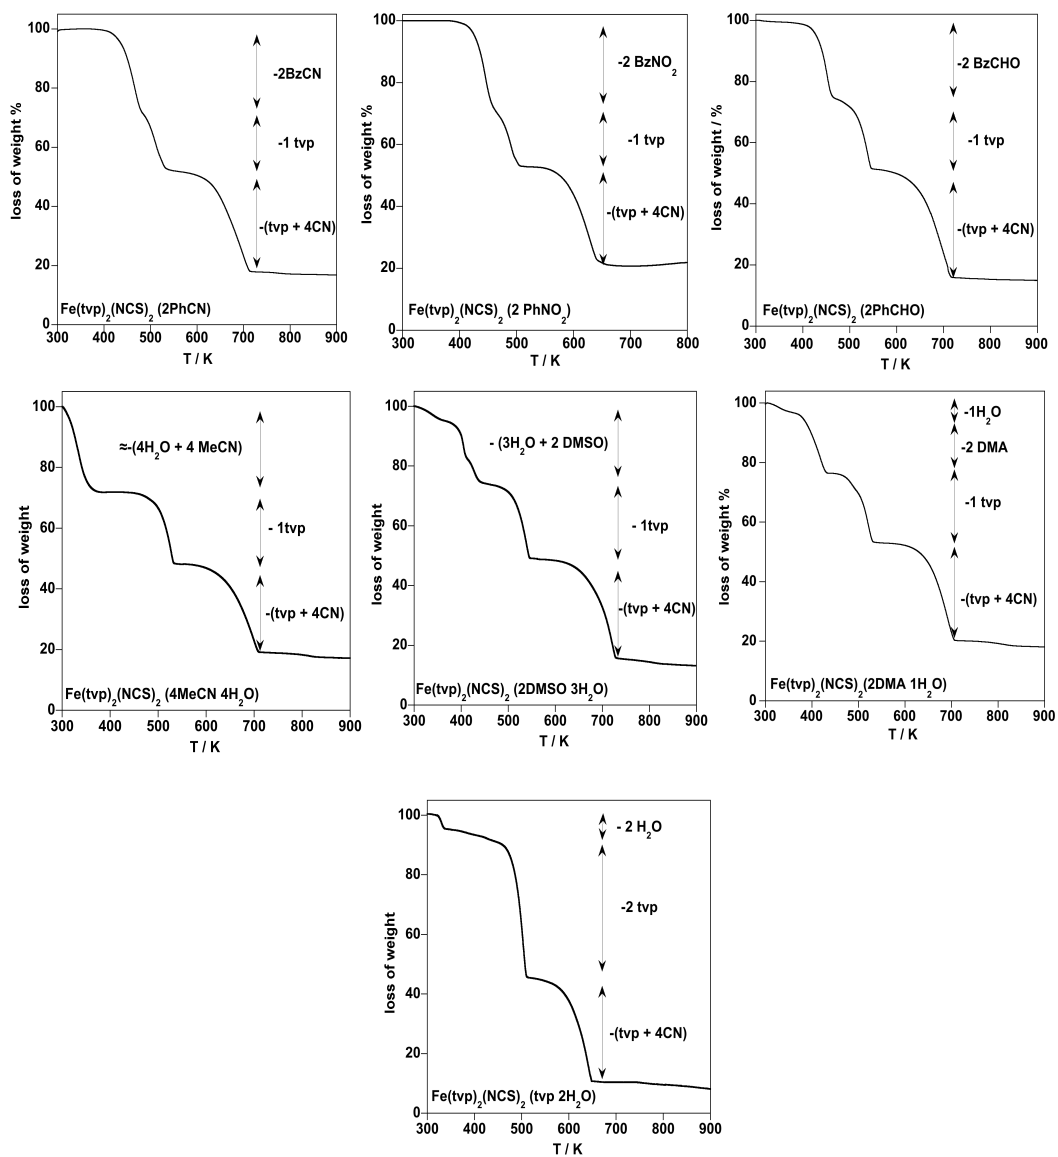 100
80
60
40
20
0
loss of weight %
-2BzCN
-1 tvp
-(tvp + 4CN)
Fe(tvp)2(NCS)2 (2PhCN)
300 400 500 600 700 800 900
T / K
100
80
60
40
20
0
loss of weight %
-2 BzNO2
-1 tvp
-(tvp + 4CN)
Fe(tvp)2(NCS)2 (2 PhNO2)
300 400 500 600 700 800
T / K
100
80
60
40
20
0
loss of weight / %
-2 BzCHO
-1 tvp
-(tvp + 4CN)
Fe(tvp)2(NCS)2 (2PhCHO)
300 400 500 600 700 800 900
T / K
100
80
60
40
20
0
loss of weight
≈-(4H2O + 4 MeCN)
- 1tvp
-(tvp + 4CN)
Fe(tvp)2(NCS)2 (4MeCN 4H2O)
300 400 500 600 700 800 900
T / K
100
80
60
40
20
0
loss of weight
- (3H2O + 2 DMSO)
- 1tvp
-(tvp + 4CN)
Fe(tvp)2(NCS)2 (2DMSO 3H2O)
300 400 500 600 700 800 900
T / K
100
80
60
40
20
0
loss of weight %
-1H2O
-2 DMA
-1 tvp
-(tvp + 4CN)
Fe(tvp)2(NCS)2(2DMA 1H2O)
300 400 500 600 700 800 900
T / K
100
80
60
40
20
0
loss of weight
- 2 H2O
-2 tvp
-(tvp + 4CN)
Fe(tvp)2(NCS)2 (tvp 2H2O)
300 400 500 600 700 800 900
T / K